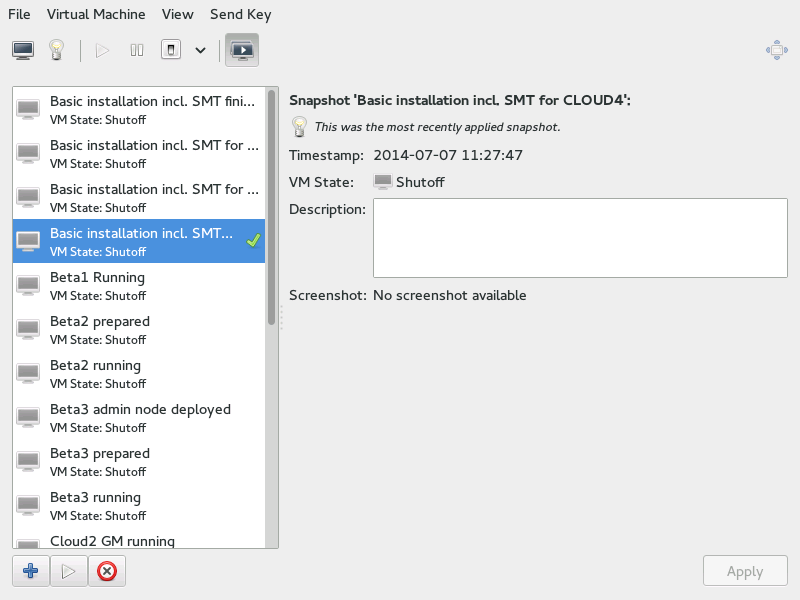 File Virtual Machine View Send Key
Basic installation incl. SMT fini...
VM State: Shutoff
Basic installation incl. SMT for ...
VM State: Shutoff
Basic installation incl. SMT for ...
VM State: Shutoff
Basic installation incl. SMT...
VM State: Shutoff
Beta1 Running
VM State: Shutoff
Beta2 prepared
VM State: Shutoff
Beta2 running
VM State: Shutoff
Beta3 admin node deployed
VM State: Shutoff
Beta3 prepared
VM State: Shutoff
Beta3 running
VM State: Shutoff
Cloud2 GM running
Snapshot 'Basic installation incl. SMT for CLOUD4':
This was the most recently applied snapshot.
Timestamp: 2014-07-07 11:27:47
VM State: Shutoff
Description:
Screenshot: No screenshot available
Apply